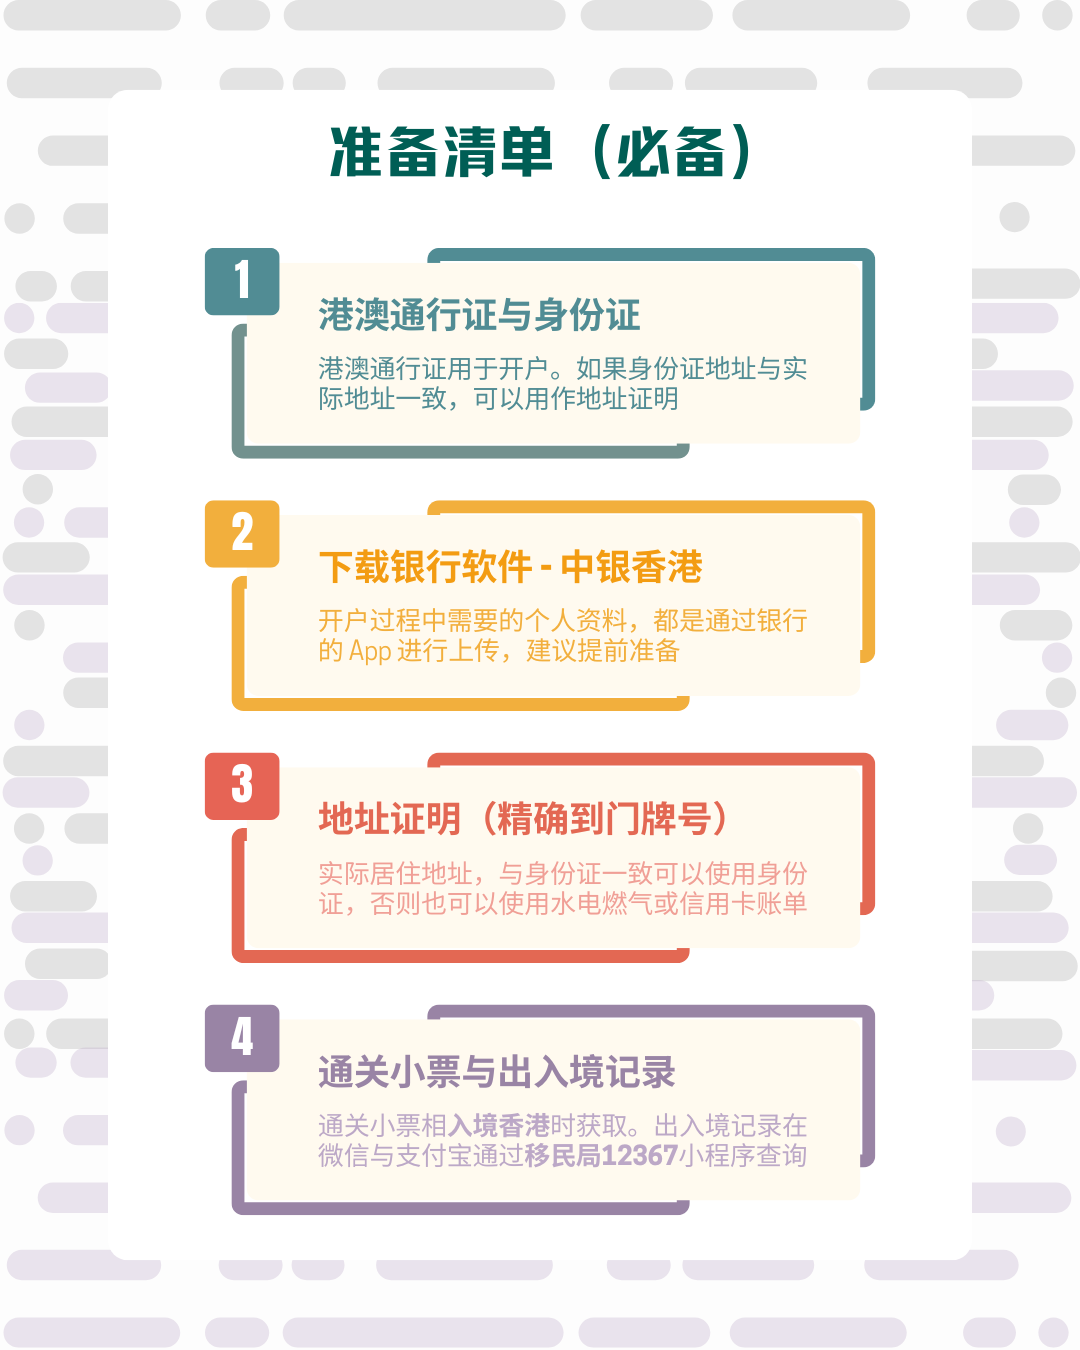 准备清单（必备）
1
港澳通行证与身份证
港澳通行证用于开户。如果身份证地址与实
际地址一致，可以用作地址证明
2
下载银行软件 - 中银香港
开户过程中需要的个人资料，都是通过银行
的 App 进行上传，建议提前准备
3
地址证明（精确到门牌号）
实际居住地址，与身份证一致可以使用身份
证，否则也可以使用水电燃气或信用卡账单
4
通关小票与出入境记录
通关小票相入境香港时获取。出入境记录在
微信与支付宝通过移民局12367小程序查询